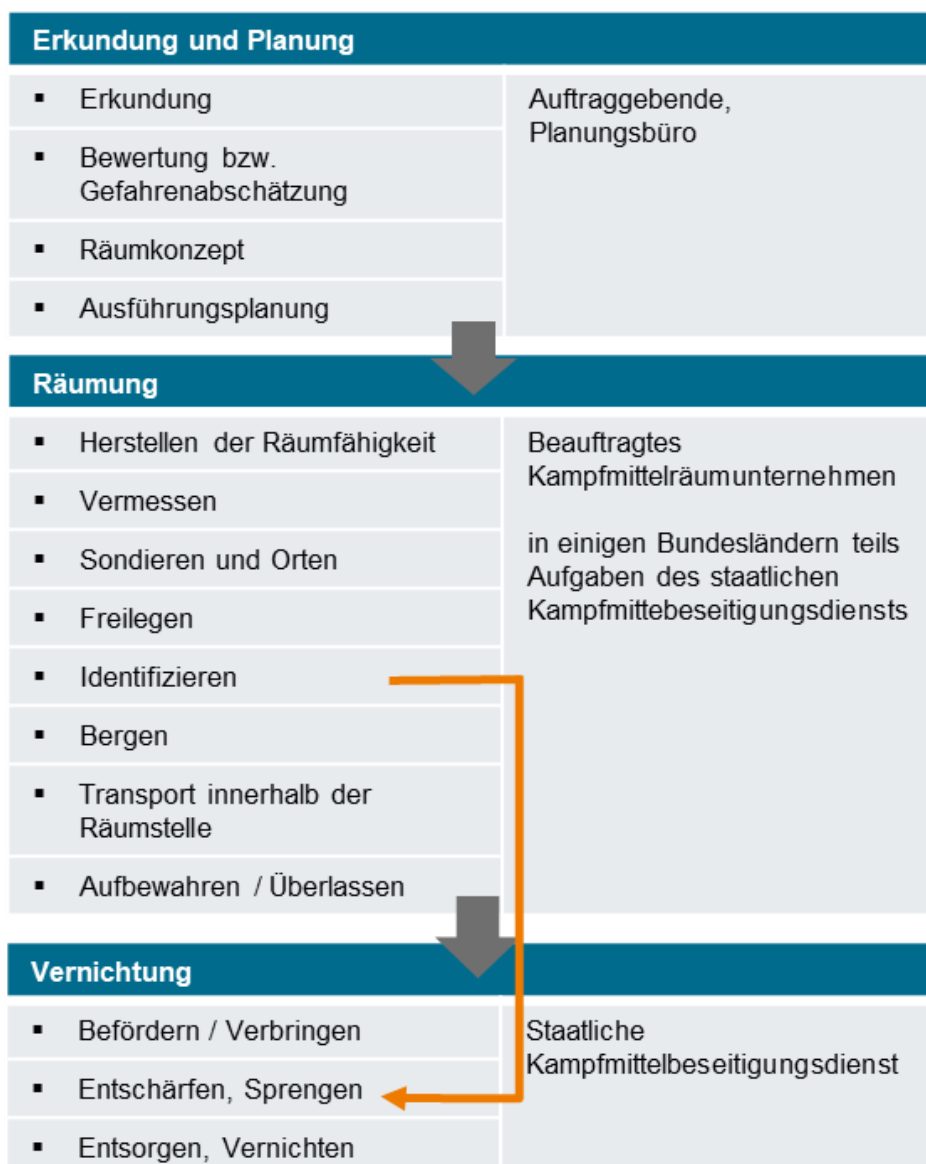 Erkundung und Planung
▪ Erkundung
Auftraggebende,
Planungsbüro
▪ Bewertung bzw.
Gefahrenabschätzung
▪ Räumkonzept
▪ Ausführungsplanung
Räumung
▪ Herstellen der Räumfähigkeit
Beauftragtes
Kampfmittelräumunternehmen
in einigen Bundesländern teils
Aufgaben des staatlichen
Kampfmittebeseitigungsdiensts
▪ Vermessen
▪ Sondieren und Orten
▪ Freilegen
▪ Identifizieren
▪ Bergen
▪ Transport innerhalb der
Räumstelle
▪ Aufbewahren / Überlassen
Vernichtung
▪ Befördern / Verbringen
Staatliche
Kampfmittelbeseitigungsdienst
▪ Entschärfen, Sprengen
▪ Entsorgen, Vernichten